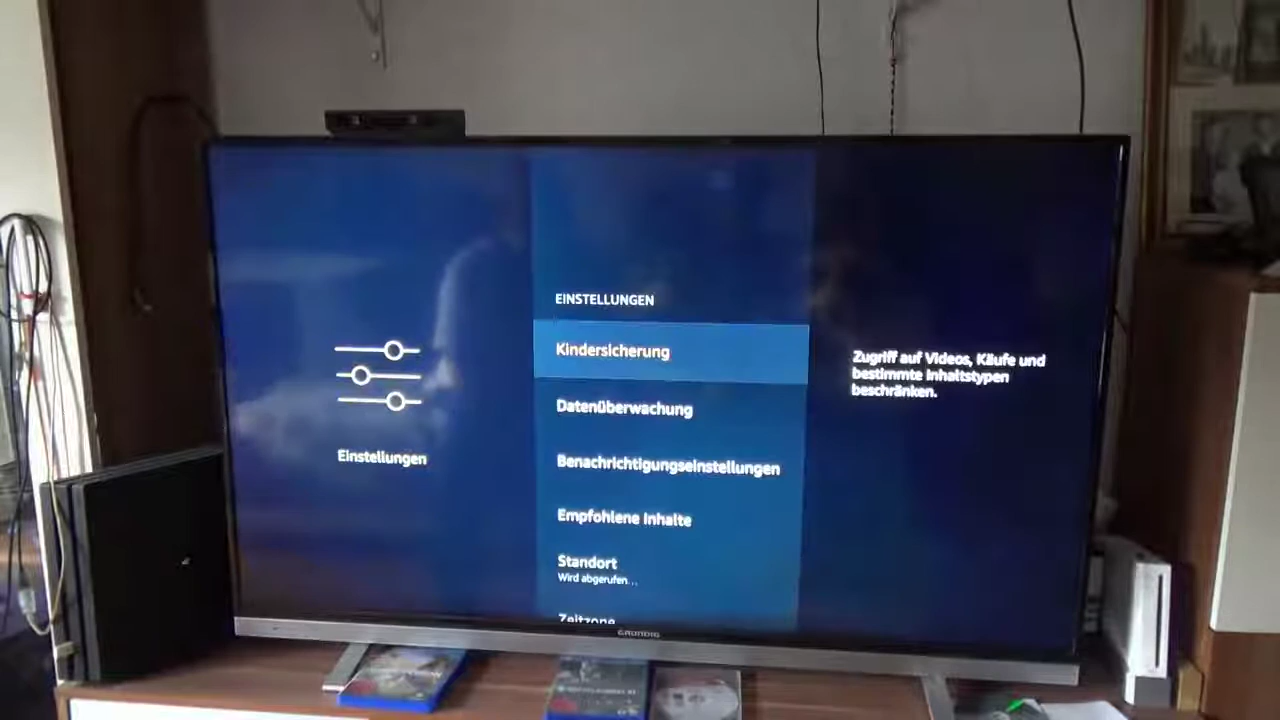 EINSTELLUNGEN
Kindersicherung
Datenüberwachung
Benachrichtigungseinstellungen
Empfohlene Inhalte
Standort
Wird abgerufen...
Zeitzone
Einstellungen
Zugriff auf Videos, Käufe und
bestimmte Inhaltstypen
beschränken.
GRUNDIG